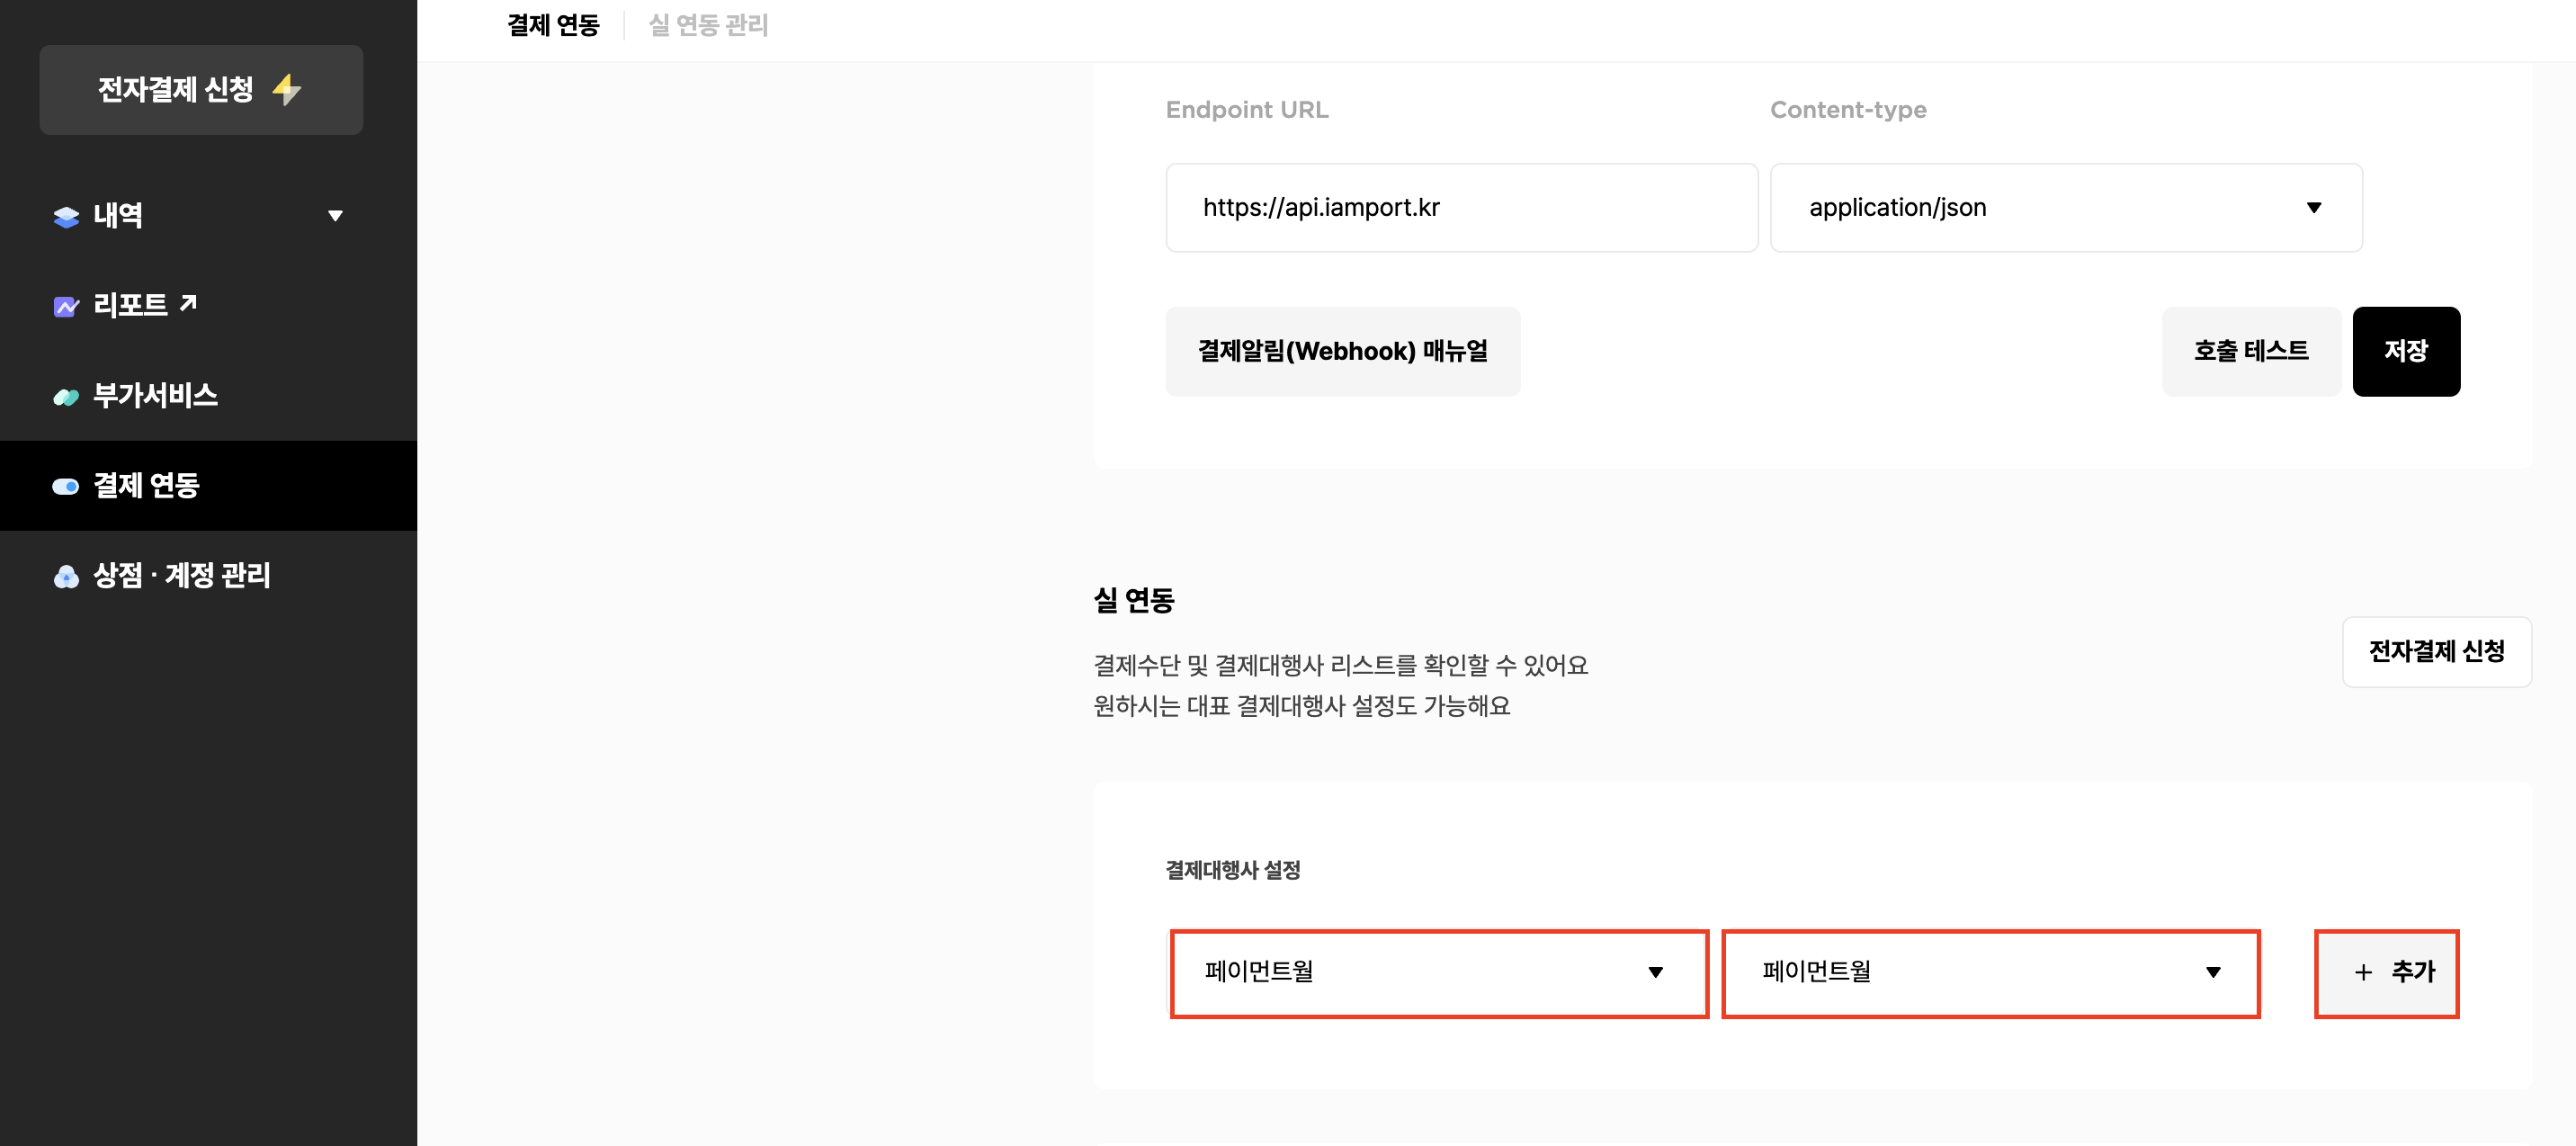 전자결제 신청
내역
리포트
부가서비스
결제 연동
상점 · 계정 관리
결제 연동
실 연동 관리
Endpoint URL
Content-type
https://api.iamport.kr
application/json
결제알림(Webhook) 매뉴얼
호출 테스트
저장
실 연동
결제수단 및 결제대행사 리스트를 확인할 수 있어요
원하시는 대표 결제대행사 설정도 가능해요
전자결제 신청
결제대행사 설정
페이먼트월
페이먼트월
+ 추가